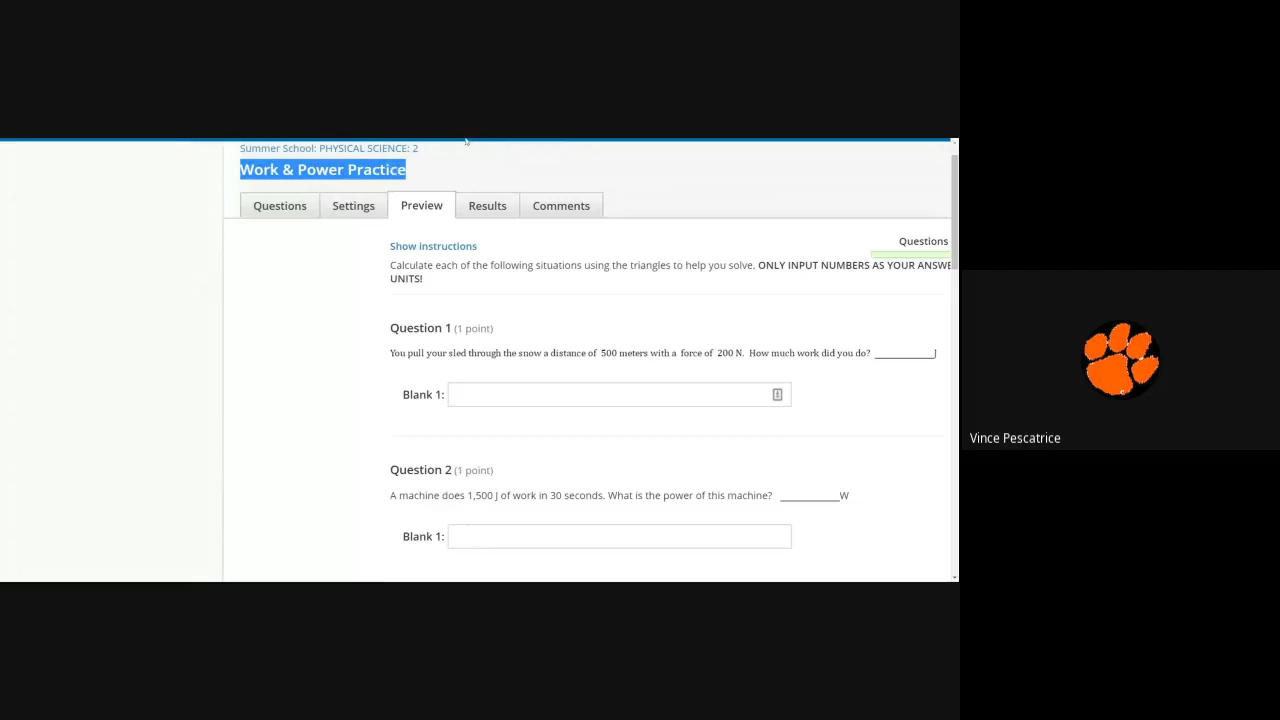 Summer School: PHYSICAL SCIENCE: 2
Work & Power Practice
Questions Settings Preview Results Comments
Show instructions
Questions
Calculate each of the following situations using the triangles to help you solve. ONLY INPUT NUMBERS AS YOUR ANSWE
UNITS!
Question 1 (1 point)
You pull your sled through the snow a distance of 500 meters with a force of 200 N. How much work did you do? ____________J
Blank 1:
Question 2 (1 point)
A machine does 1,500 J of work in 30 seconds. What is the power of this machine? ____________W
Blank 1:
Vince Pescatrice